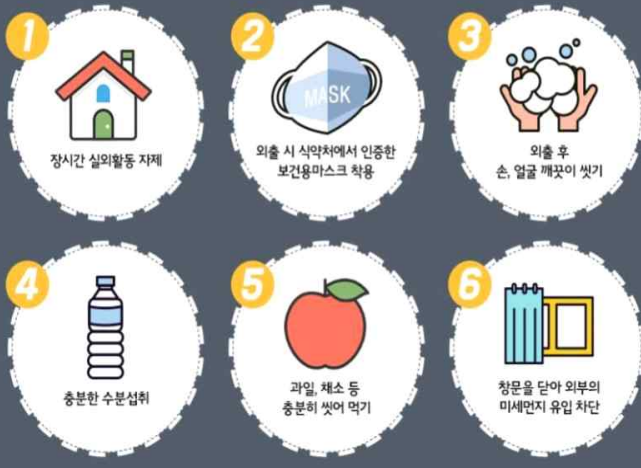 1
장시간 실외활동 자제
2
MASK
외출 시 식약처에서 인증한
보건용마스크 착용
3
외출 후
손, 얼굴 깨끗이 씻기
4
충분한 수분섭취
5
과일, 채소 등
충분히 씻어 먹기
6
창문을 닫아 외부의
미세먼지 유입 차단